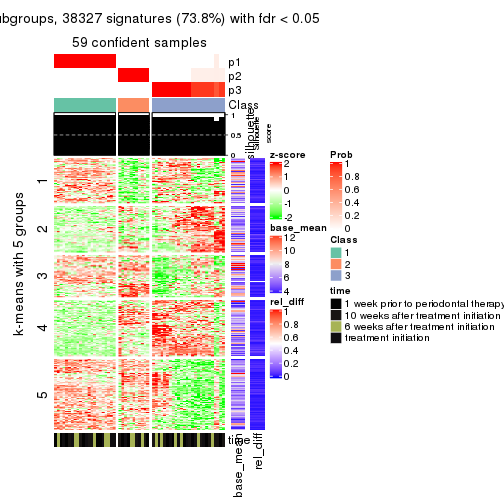 ubgroups, 38327 signatures (73.8%) with fdr < 0.05
59 confident samples
p1
p2
p3
Class
1
0.5
0
silhouette
score
silhouettes
k-means with 5 groups
1
2
3
4
5
time
base_mean
rel_diff
z-score
2
1
0
-1
-2
base_mean
12
10
8
6
4
rel_diff
1
0.8
0.6
0.4
0.2
0
Prob
1
0.8
0.6
0.4
0.2
0
Class
1
2
3
time
1 week prior to periodontal therapy
10 weeks after treatment initiation
6 weeks after treatment initiation
treatment initiation